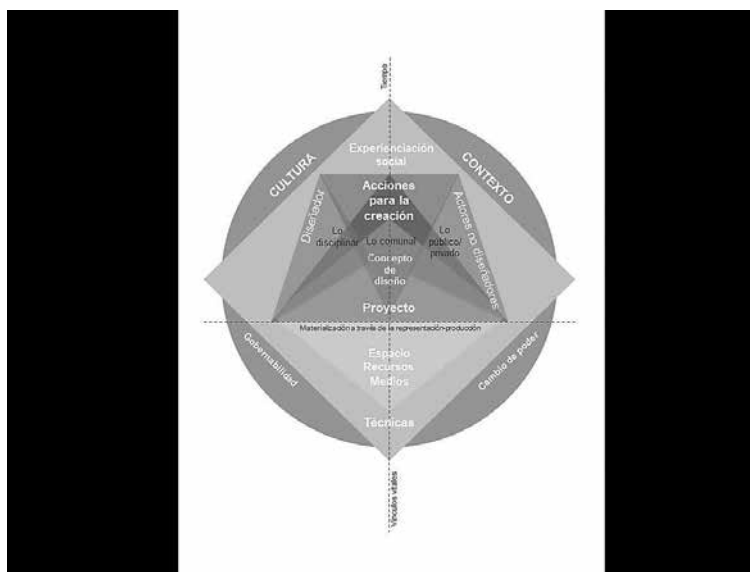 Tiempo
CULTURA
CONTEXTO
Experienciación
social
Acciones
para la
creación
Diseñador
Actores no diseñadores
Lo
disciplinar
Lo comunal
Lo
público/
privado
Concepto
de
diseño
Proyecto
Materialización a través de la representación-producción
Gobernabilidad
Cambio de poder
Espacio
Recursos
Medios
Técnicas
Vínculos vitales